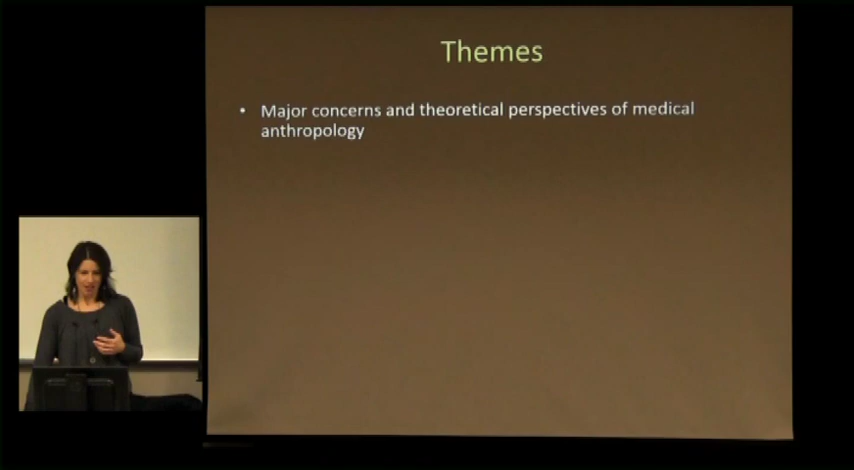 Themes
• Major concerns and theoretical perspectives of medical
anthropology